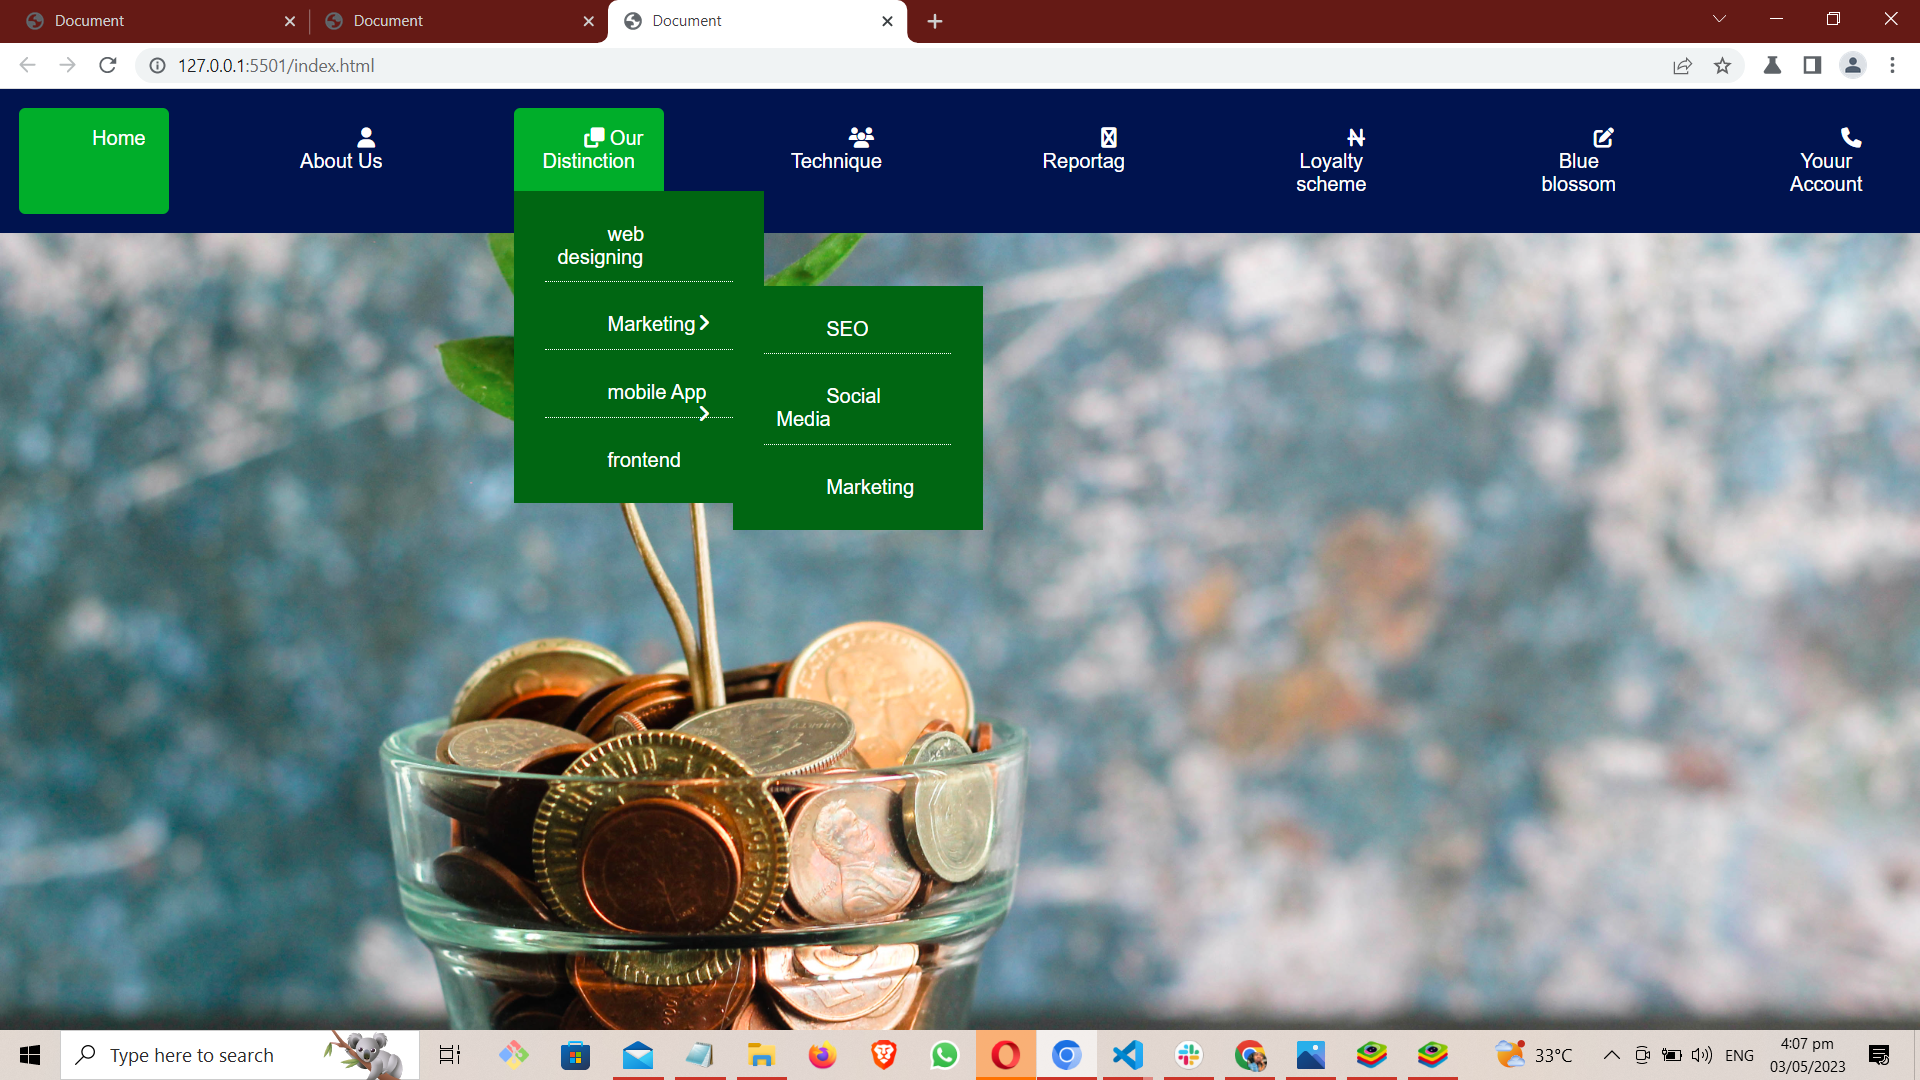 Document
Document
Document
127.0.0.1:5501/index.html
Home
About Us
Our
Distinction
Technique
Reportag
Loyalty
scheme
Blue
blossom
Youur
Account
web
designing
Marketing
mobile App
frontend
SEO
Social
Media
Marketing
Type here to search
33°C
ENG
4:07 pm
03/05/2023